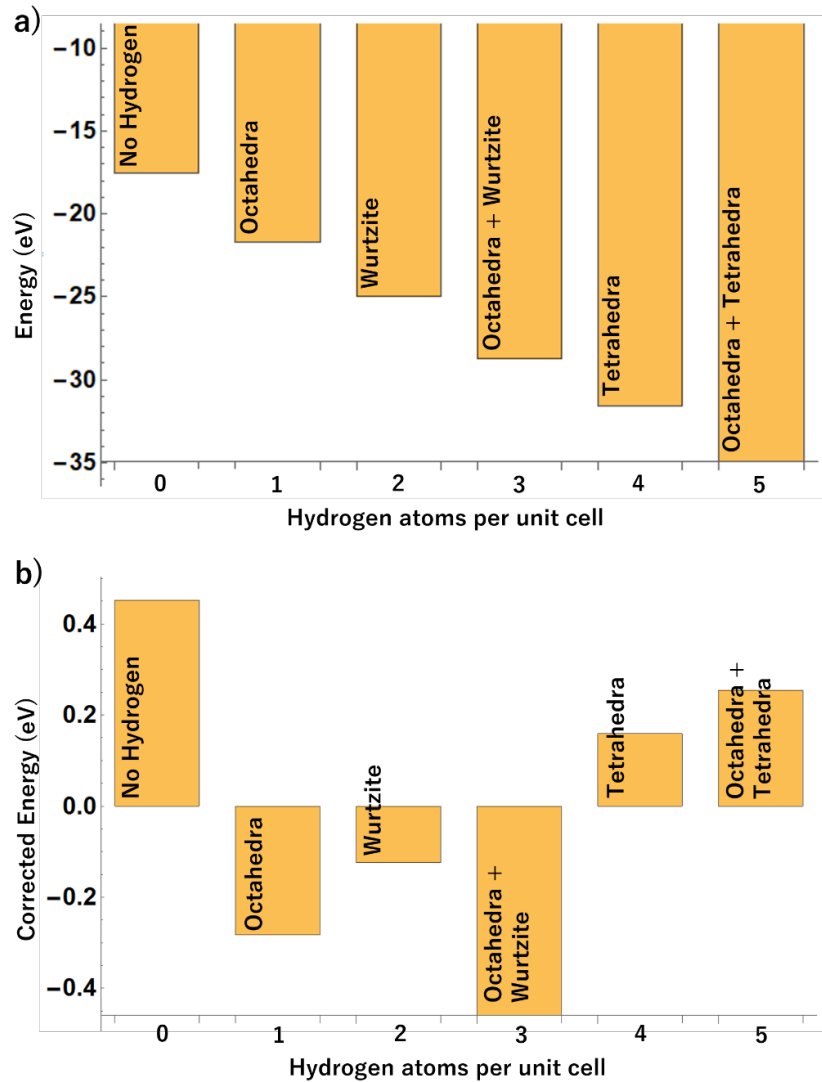 a)
−10
−15
−20
−25
−30
−35
Energy (eV)
No Hydrogen
Octahedra
Wurtzite
Octahedra + Wurtzite
Tetrahedra
Octahedra + Tetrahedra
0 1 2 3 4 5
Hydrogen atoms per unit cell
b)
0.4
0.2
0.0
−0.2
−0.4
Corrected Energy (eV)
No Hydrogen
Octahedra
Wurtzite
Octahedra +
Wurtzite
Tetrahedra
Octahedra +
Tetrahedra
0 1 2 3 4 5
Hydrogen atoms per unit cell